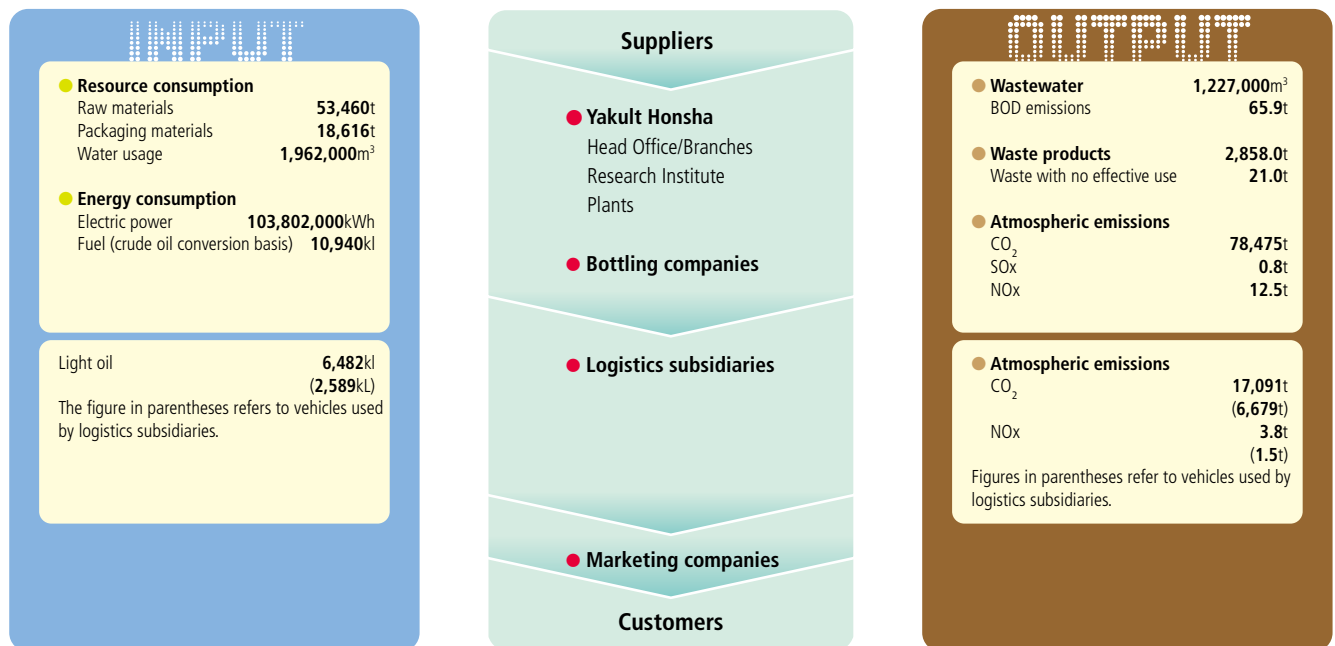 INPUT
Resource consumption
Raw materials 53,460t
Packaging materials 18,616t
Water usage 1,962,000m³
Energy consumption
Electric power 103,802,000kWh
Fuel (crude oil conversion basis) 10,940kl
Light oil 6,482kl
(2,589kL)
The figure in parentheses refers to vehicles used
by logistics subsidiaries.
Suppliers
Yakult Honsha
Head Office/Branches
Research Institute
Plants
Bottling companies
Logistics subsidiaries
Marketing companies
Customers
OUTPUT
Wastewater 1,227,000m³
BOD emissions 65.9t
Waste products 2,858.0t
Waste with no effective use 21.0t
Atmospheric emissions
CO₂ 78,475t
SOx 0.8t
NOx 12.5t
Atmospheric emissions
CO₂ 17,091t
(6,679t)
NOx 3.8t
(1.5t)
Figures in parentheses refer to vehicles used by
logistics subsidiaries.